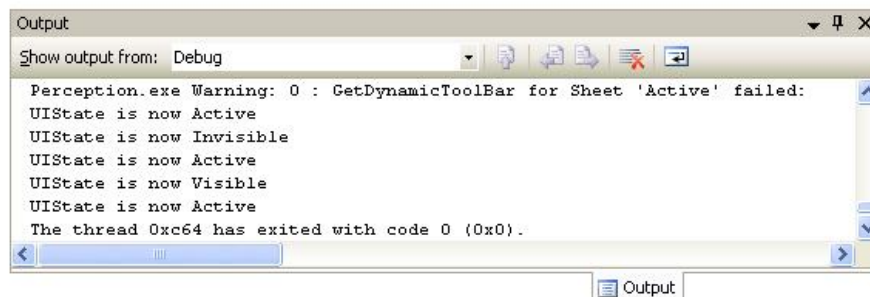 Output
Show output from: Debug
Perception.exe Warning: 0 : GetDynamicToolBar for Sheet 'Active' failed:
UIState is now Active
UIState is now Invisible
UIState is now Active
UIState is now Visible
UIState is now Active
The thread 0xc64 has exited with code 0 (0x0).
Output